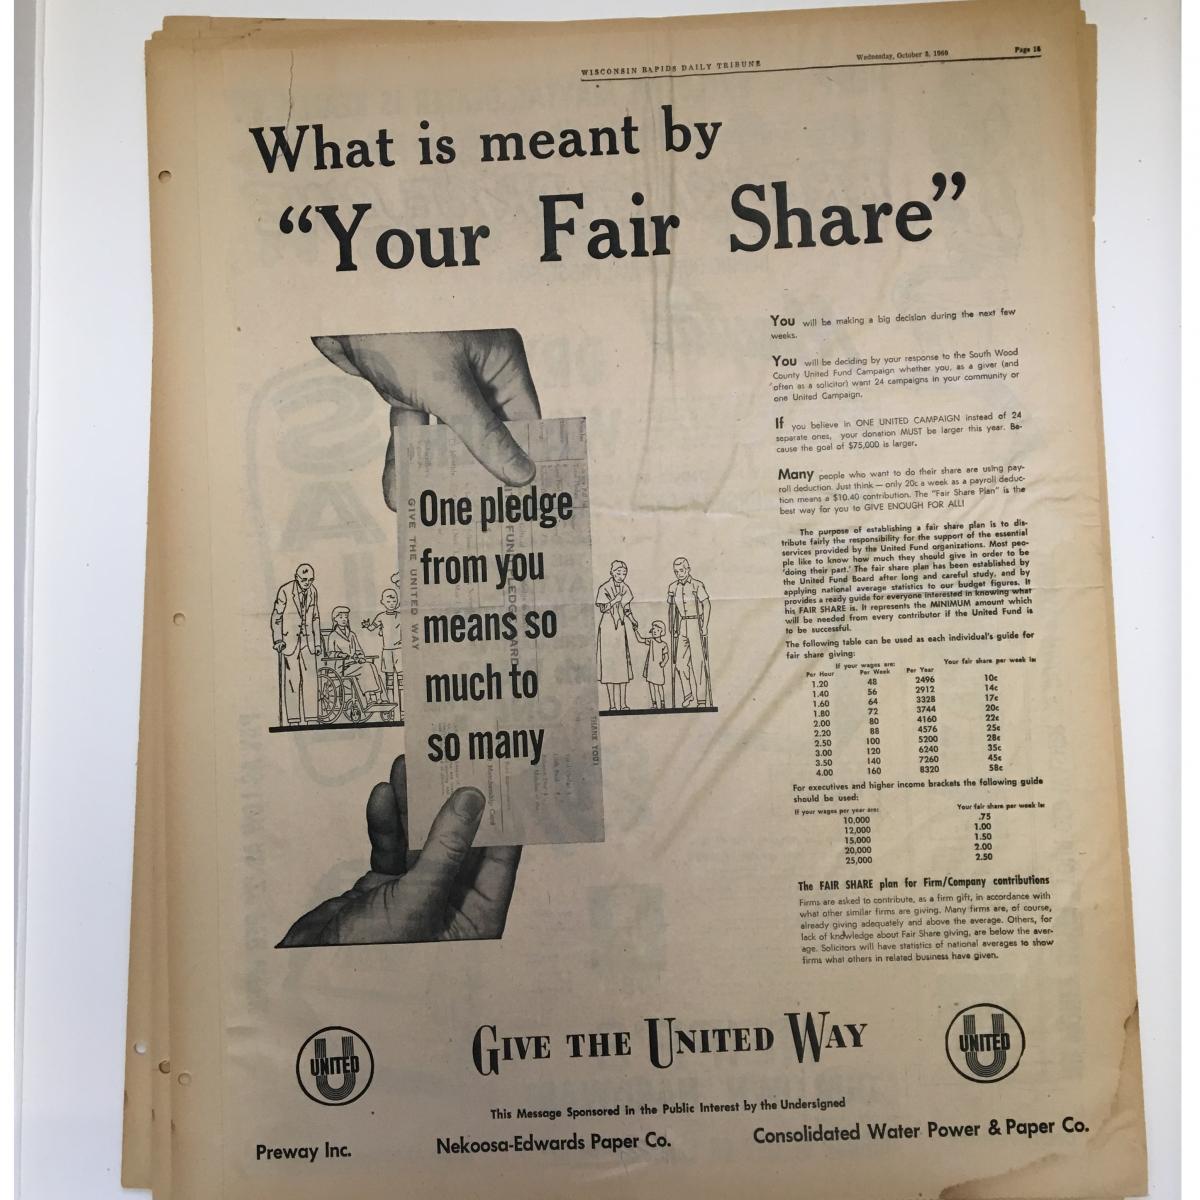 WISCONSIN RAPIDS DAILY TRIBUNE
Wednesday, October 5, 1960
Page 15
What is meant by
“Your Fair Share”
One pledge
from you
means so
much to
so many
GIVE THE UNITED WAY
THANK YOU!
You will be making a big decision during the next few
weeks.
You will be deciding by your response to the South Wood
County United Fund Campaign whether you, as a giver (and
often as a solicitor) want 24 campaigns in your community or
one United Campaign.
If you believe in ONE UNITED CAMPAIGN instead of 24
separate ones, your donation MUST be larger this year. Be-
cause the goal of $75,000 is larger.
Many people who want to do their share are using pay-
roll deduction. Just think — only 20c a week as a payroll deduc-
tion means a $10.40 contribution. The "Fair Share Plan" is the
best way for you to GIVE ENOUGH FOR ALL!
The purpose of establishing a fair share plan is to dis-
tribute fairly the responsibility for the support of the essential
services provided by the United Fund organizations. Most peo-
ple like to know how much they should give in order to be
'doing their part.' The fair share plan has been established by
the United Fund Board after long and careful study, and by
applying national average statistics to our budget figures. It
provides a ready guide for everyone interested in knowing what
his FAIR SHARE is. It represents the MINIMUM amount which
will be needed from every contributor if the United Fund is
to be successful.
The following table can be used as each individual's guide for
fair share giving:
If your wages are: Your fair share per week is:
Per Hour Per Week Per Year
1.20 48 2496 10c
1.40 56 2912 14c
1.60 64 3328 17c
1.80 72 3744 20c
2.00 80 4160 22c
2.20 88 4576 25c
2.50 100 5200 28c
3.00 120 6240 35c
3.50 140 7260 45c
4.00 160 8320 58c
For executives and higher income brackets the following guide
should be used:
If your wages per year are: Your fair share per week is:
10,000 .75
12,000 1.00
15,000 1.50
20,000 2.00
25,000 2.50
The FAIR SHARE plan for Firm/Company contributions
Firms are asked to contribute, as a firm gift, in accordance with
what other similar firms are giving. Many firms are, of course,
already giving adequately and above the average. Others, for
lack of knowledge about Fair Share giving, are below the aver-
age. Solicitors will have statistics of national averages to show
firms what others in related business have given.
UNITED
GIVE THE UNITED WAY
UNITED
This Message Sponsored in the Public Interest by the Undersigned
Preway Inc.
Nekoosa-Edwards Paper Co.
Consolidated Water Power & Paper Co.